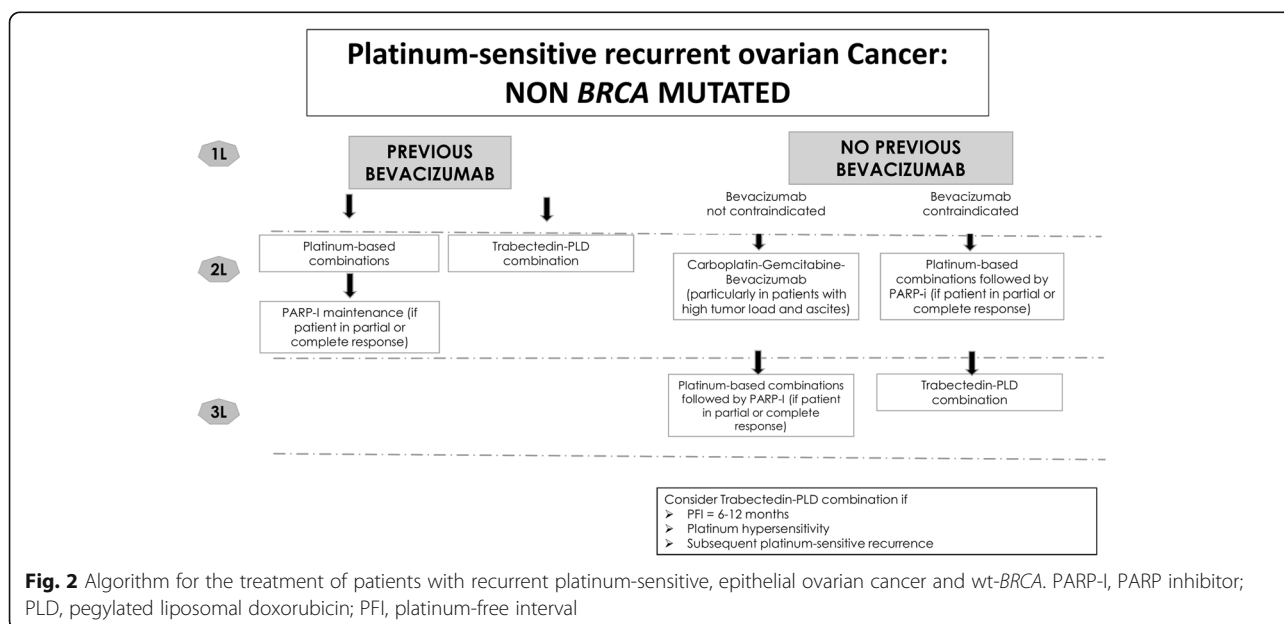 Platinum-sensitive recurrent ovarian Cancer:
NON BRCA MUTATED
1L
PREVIOUS
BEVACIZUMAB
NO PREVIOUS
BEVACIZUMAB
Bevacizumab
not contraindicated
Bevacizumab
contraindicated
2L
Platinum-based
combinations
Trabectedin-PLD
combination
Carboplatin-Gemcitabine-
Bevacizumab
(particularly in patients with
high tumor load and ascites)
Platinum-based
combinations followed by
PARP-i (if patient in partial or
complete response)
PARP-I maintenance (if
patient in partial or
complete response)
3L
Platinum-based combinations
followed by PARP-I (if patient
in partial or complete
response)
Trabectedin-PLD
combination
Consider Trabectedin-PLD combination if
➢ PFI = 6-12 months
➢ Platinum hypersensitivity
➢ Subsequent platinum-sensitive recurrence
Fig. 2 Algorithm for the treatment of patients with recurrent platinum-sensitive, epithelial ovarian cancer and wt-BRCA. PARP-I, PARP inhibitor;
PLD, pegylated liposomal doxorubicin; PFI, platinum-free interval